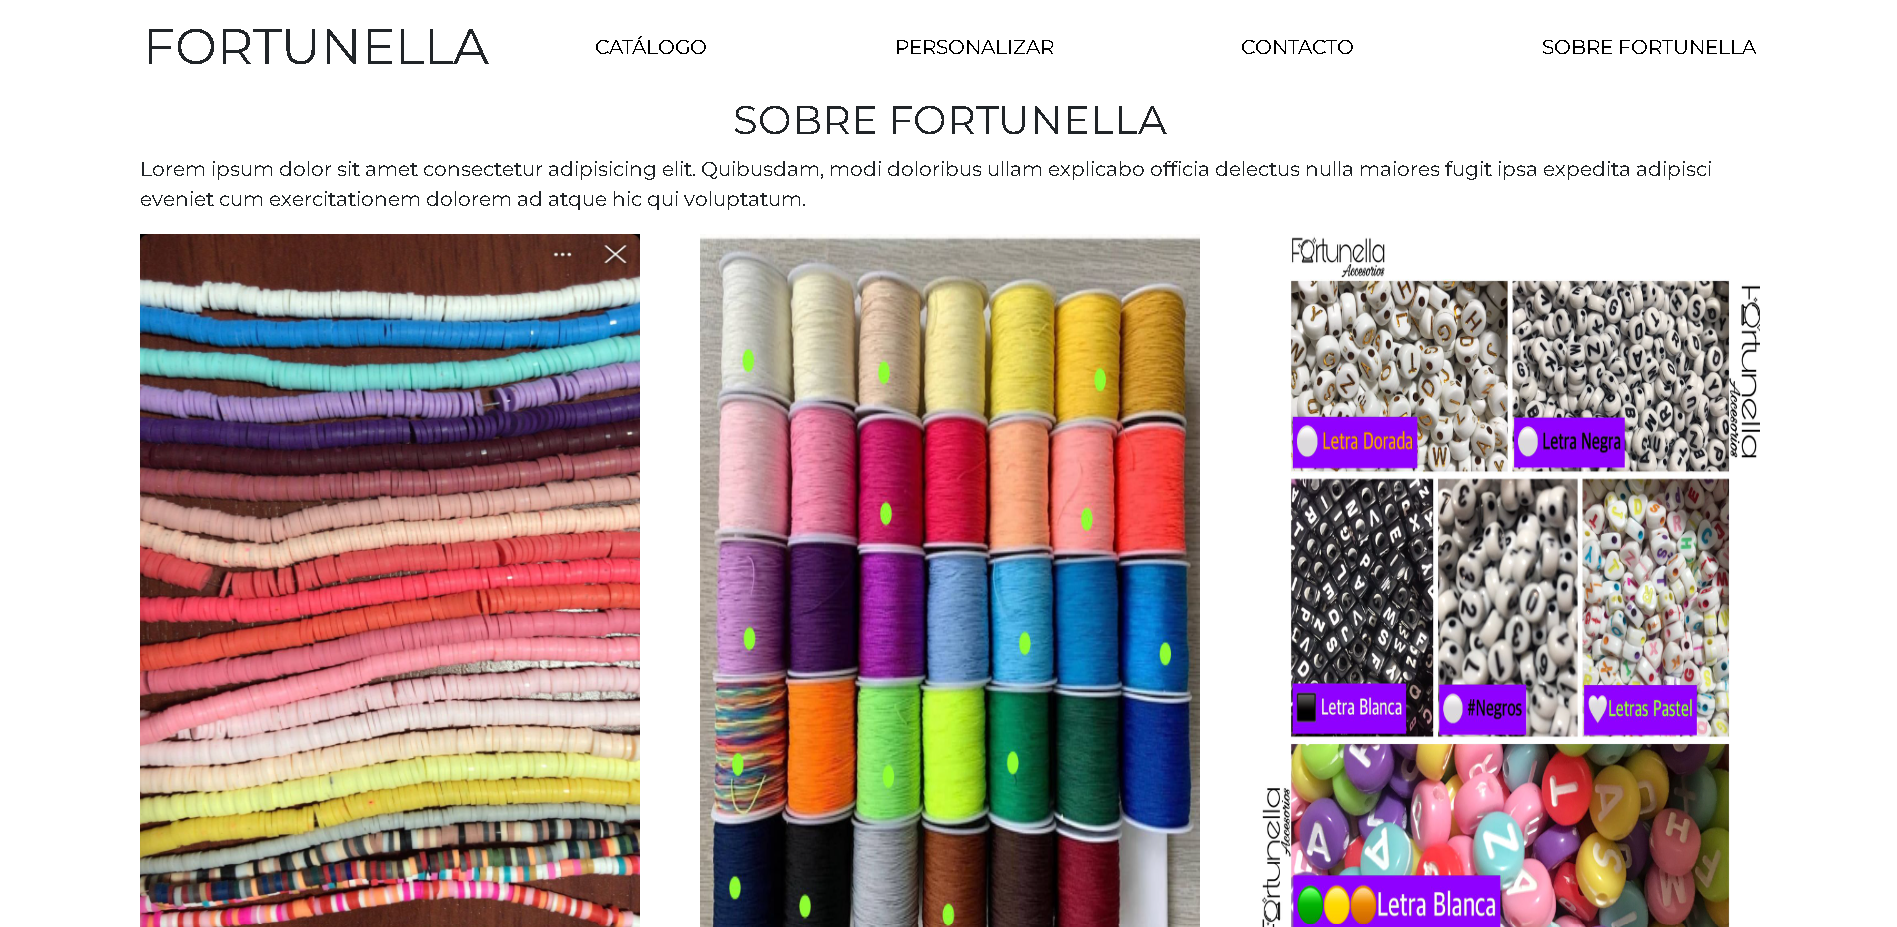 FORTUNELLA
CATÁLOGO
PERSONALIZAR
CONTACTO
SOBRE FORTUNELLA
SOBRE FORTUNELLA
Lorem ipsum dolor sit amet consectetur adipisicing elit. Quibusdam, modi doloribus ullam explicabo officia delectus nulla maiores fugit ipsa expedita adipisci
eveniet cum exercitationem dolorem ad atque hic qui voluptatum.
Fortunella
Accesorios
Fortunella
Accesorios
Letra Dorada
Letra Negra
Letra Blanca
#Negros
Letras Pastel
Fortunella
Accesorios
Letra Blanca